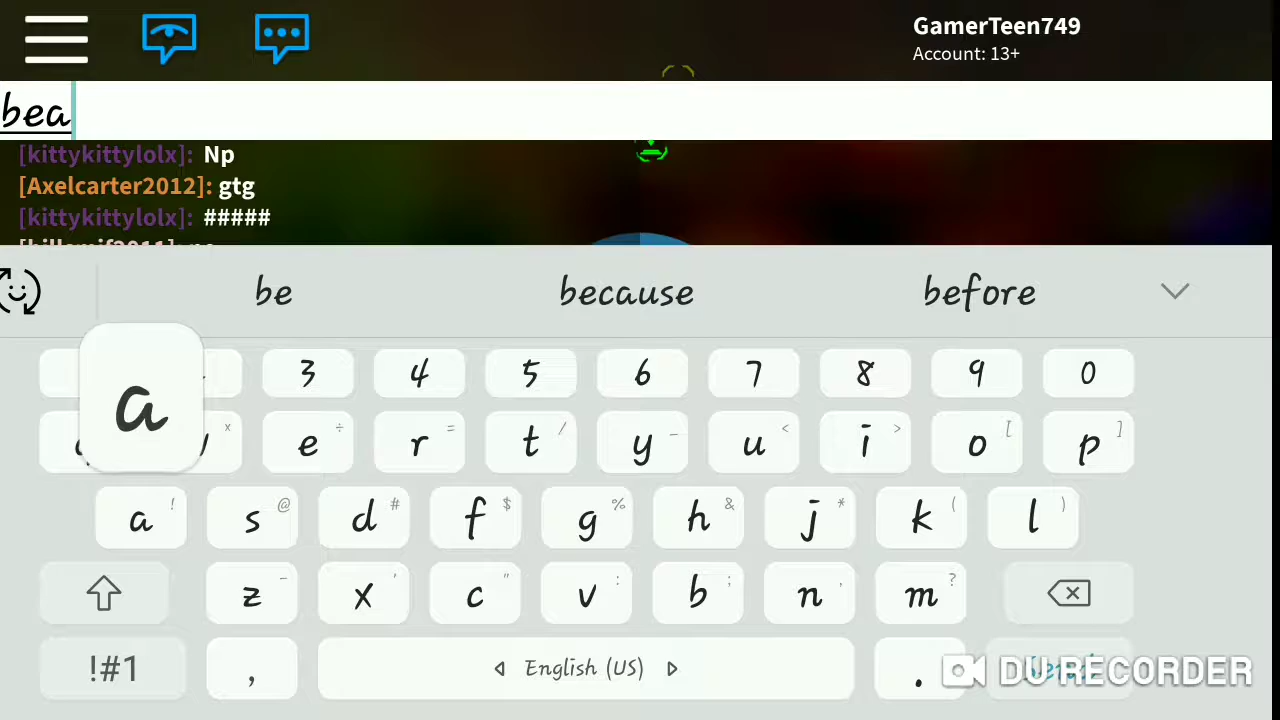 GamerTeen749
Account: 13+
bea
[kittykittylolx]: Np
[Axelcarter2012]: gtg
[kittykittylolx]: #####
be because before
a
3 4 5 6 7 8 9 0
e ÷ r = t / y _ u < i > o [ p ]
a ! s @ d # f $ g % h & j * k ( l )
z - x ' c " v : b ; n , m ?
!#1 , English (US) .
DU RECORDER